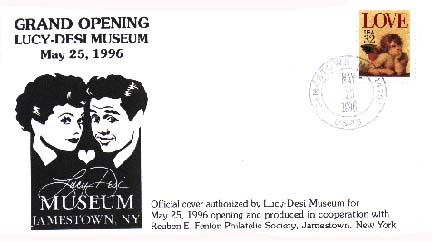 GRAND OPENING
LUCY-DESI MUSEUM
May 25, 1996
LOVE
USA
32
JAMESTOWN
MAY
25
1996
USPS
Lucy Desi
MUSEUM
JAMESTOWN, NY
Official cover authorized by Lucy-Desi Museum for
May 25, 1996 opening and produced in cooperation with
Reuben E. Fenton Philatelic Society, Jamestown, New York